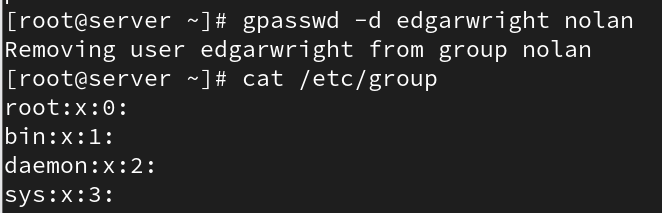 [root@server ~]# gpasswd -d edgarwright nolan
Removing user edgarwright from group nolan
[root@server ~]# cat /etc/group
root:x:0:
bin:x:1:
daemon:x:2:
sys:x:3: